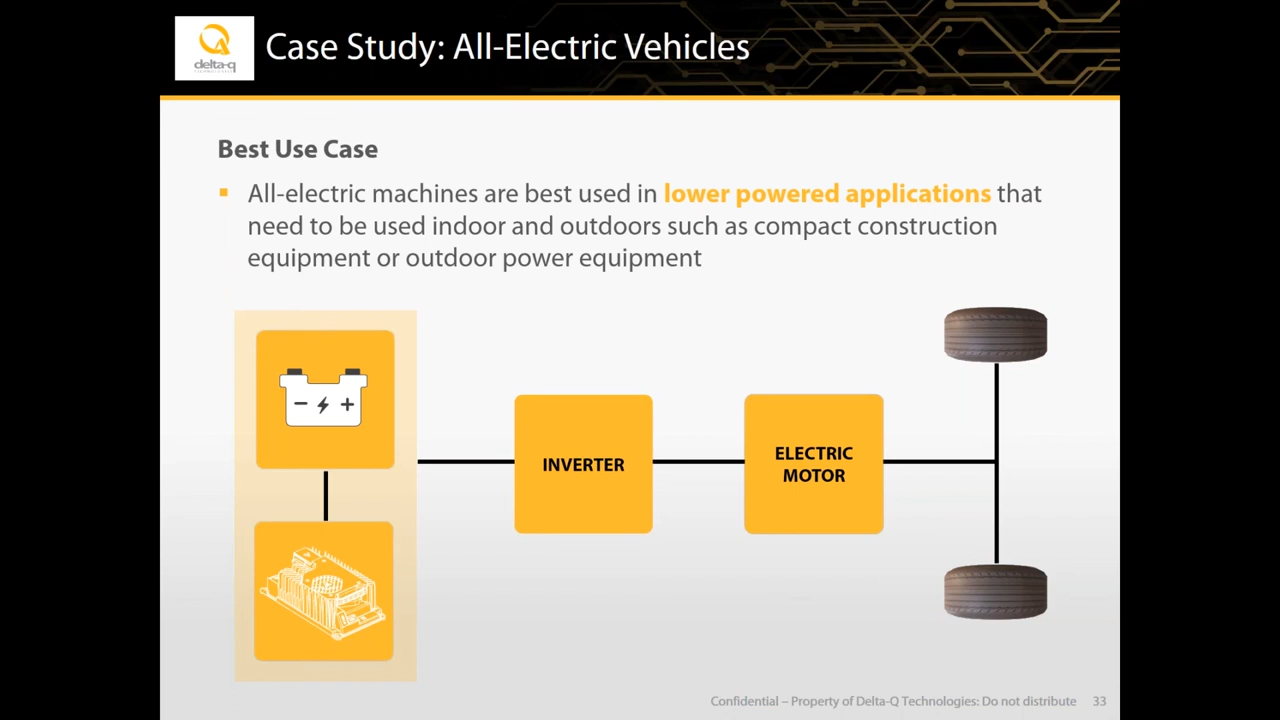 delta-q
TECHNOLOGIES
Case Study: All-Electric Vehicles
Best Use Case
All-electric machines are best used in lower powered applications that
need to be used indoor and outdoors such as compact construction
equipment or outdoor power equipment
INVERTER
ELECTRIC
MOTOR
Confidential – Property of Delta-Q Technologies: Do not distribute 33